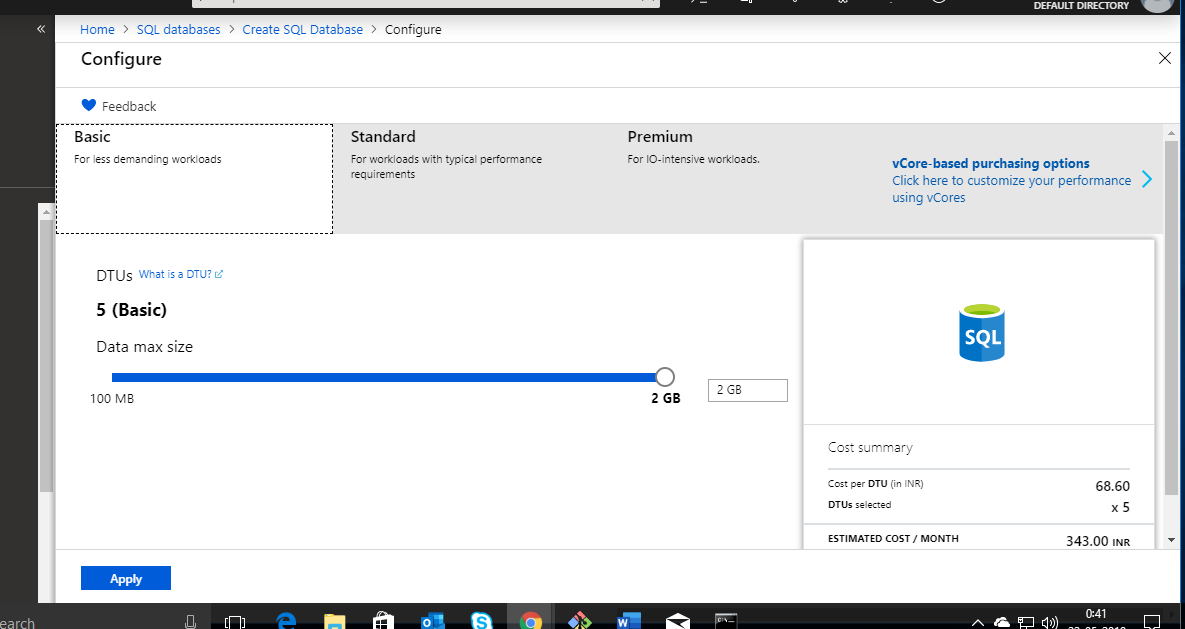 DEFAULT DIRECTORY
Home > SQL databases > Create SQL Database > Configure
Configure
Feedback
Basic
For less demanding workloads
Standard
For workloads with typical performance
requirements
Premium
For IO-intensive workloads.
vCore-based purchasing options
Click here to customize your performance
using vCores
DTUs What is a DTU?
5 (Basic)
Data max size
100 MB
2 GB
2 GB
SQL
Cost summary
Cost per DTU (in INR) 68.60
DTUs selected x 5
ESTIMATED COST / MONTH 343.00 INR
Apply
earch
0:41